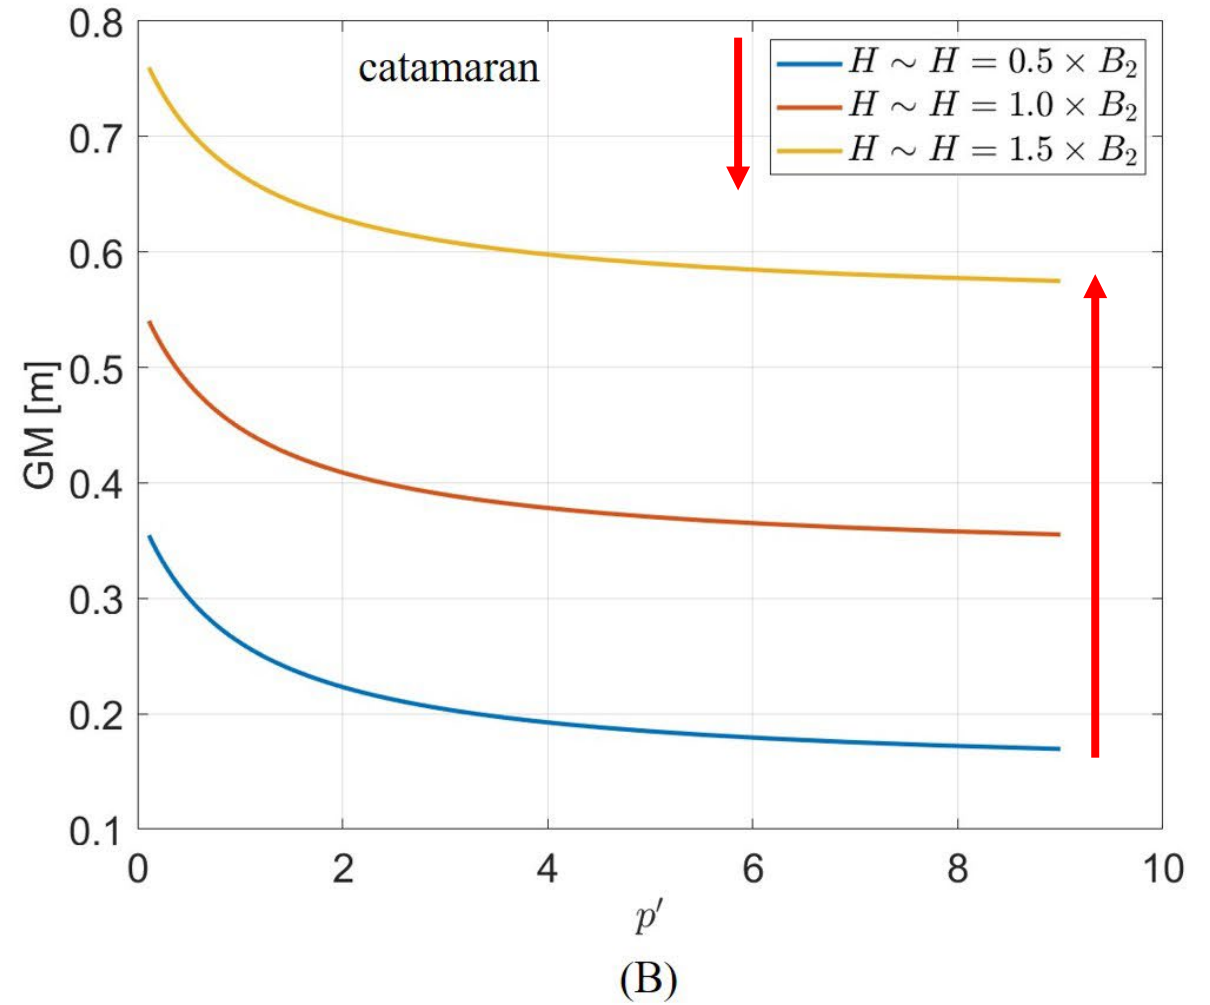 catamaran
H ∼ H = 0.5 × B₂
H ∼ H = 1.0 × B₂
H ∼ H = 1.5 × B₂
GM [m]
0.8
0.7
0.6
0.5
0.4
0.3
0.2
0.1
0 2 4 6 8 10
p′
(B)